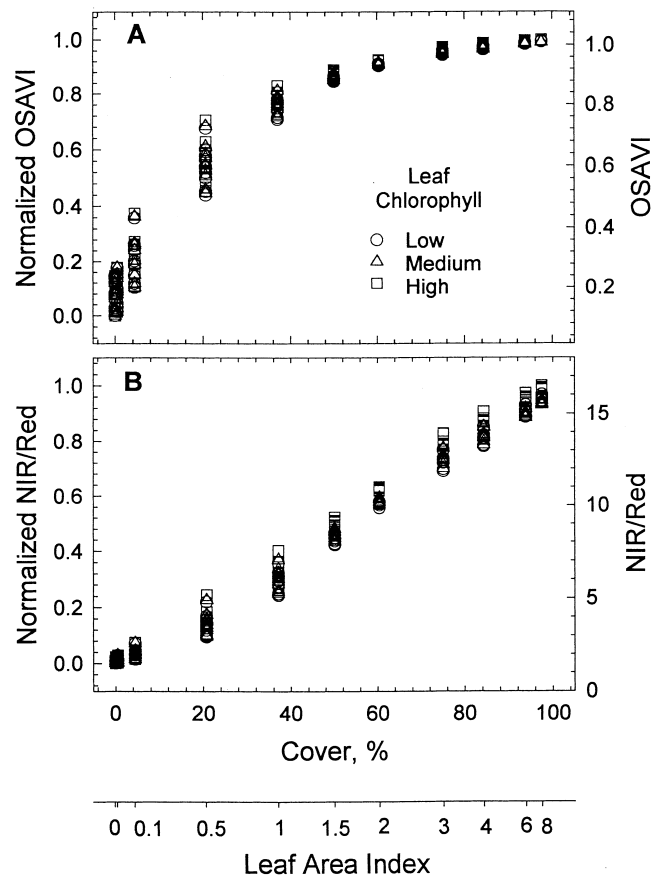 A
Normalized OSAVI
1.0
0.8
0.6
0.4
0.2
0.0
OSAVI
1.0
0.8
0.6
0.4
0.2
Leaf
Chlorophyll
Low
Medium
High
B
Normalized NIR/Red
1.0
0.8
0.6
0.4
0.2
0.0
NIR/Red
15
10
5
0
0 20 40 60 80 100
Cover, %
0 0.1 0.5 1 1.5 2 3 4 6 8
Leaf Area Index